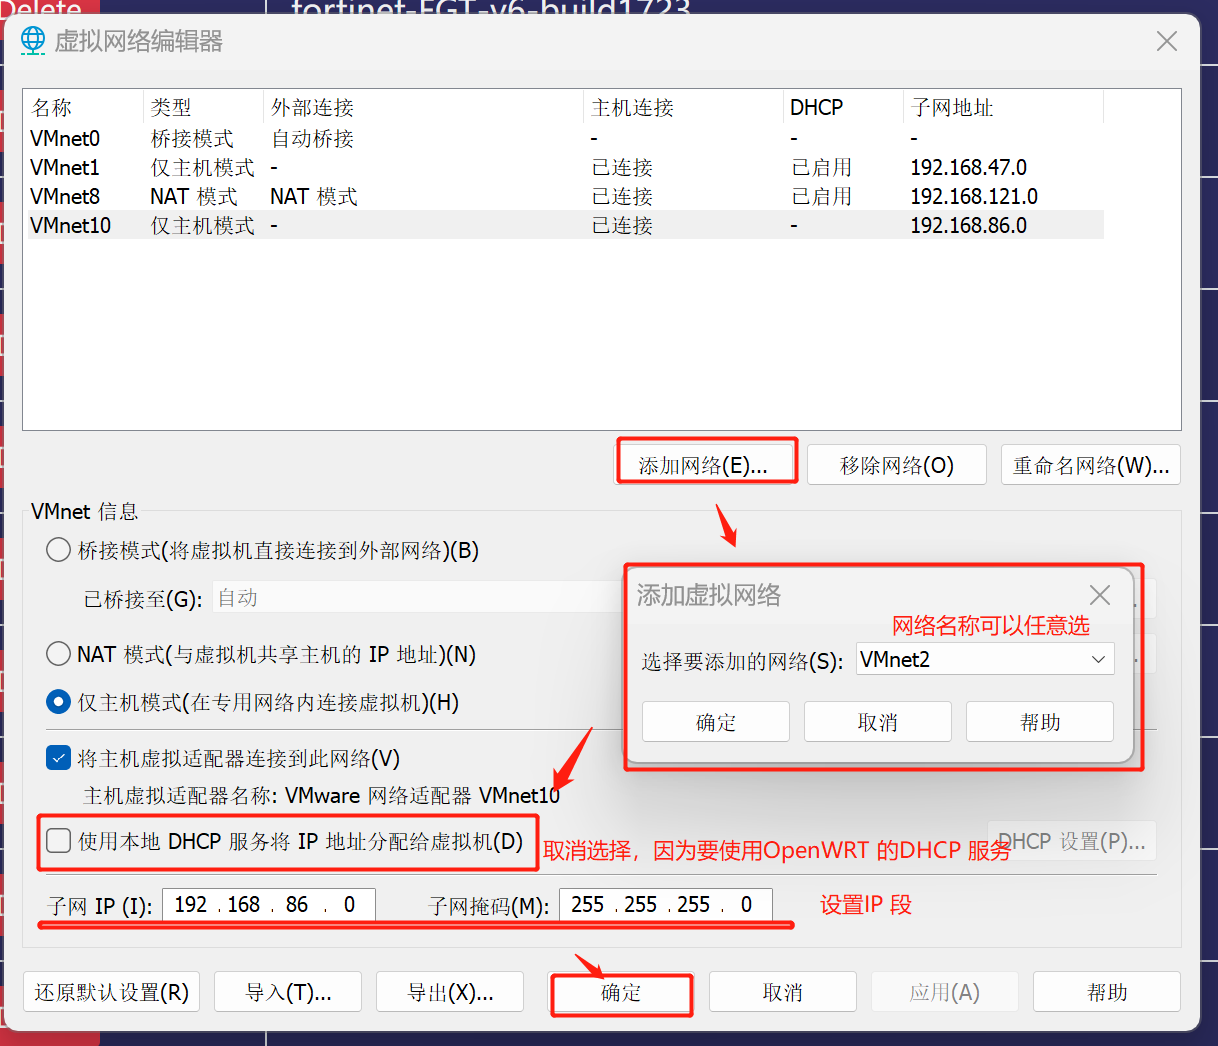 Delete
fortinet-FGT-v6-build1723
虚拟网络编辑器
名称 类型 外部连接 主机连接 DHCP 子网地址
VMnet0 桥接模式 自动桥接 - - -
VMnet1 仅主机模式 - 已连接 已启用 192.168.47.0
VMnet8 NAT 模式 NAT 模式 已连接 已启用 192.168.121.0
VMnet10 仅主机模式 - 已连接 - 192.168.86.0
添加网络(E)... 移除网络(O) 重命名网络(W)...
VMnet 信息
桥接模式(将虚拟机直接连接到外部网络)(B)
已桥接至(G): 自动
NAT 模式(与虚拟机共享主机的 IP 地址)(N)
仅主机模式(在专用网络内连接虚拟机)(H)
添加虚拟网络
网络名称可以任意选
选择要添加的网络(S): VMnet2
确定 取消 帮助
将主机虚拟适配器连接到此网络(V)
主机虚拟适配器名称: VMware 网络适配器 VMnet10
使用本地 DHCP 服务将 IP 地址分配给虚拟机(D)
取消选择，因为要使用OpenWRT 的DHCP 服务
DHCP 设置(P)...
子网 IP (I): 192 . 168 . 86 . 0 子网掩码(M): 255 . 255 . 255 . 0
设置IP 段
还原默认设置(R) 导入(T)... 导出(X)... 确定 取消 应用(A) 帮助